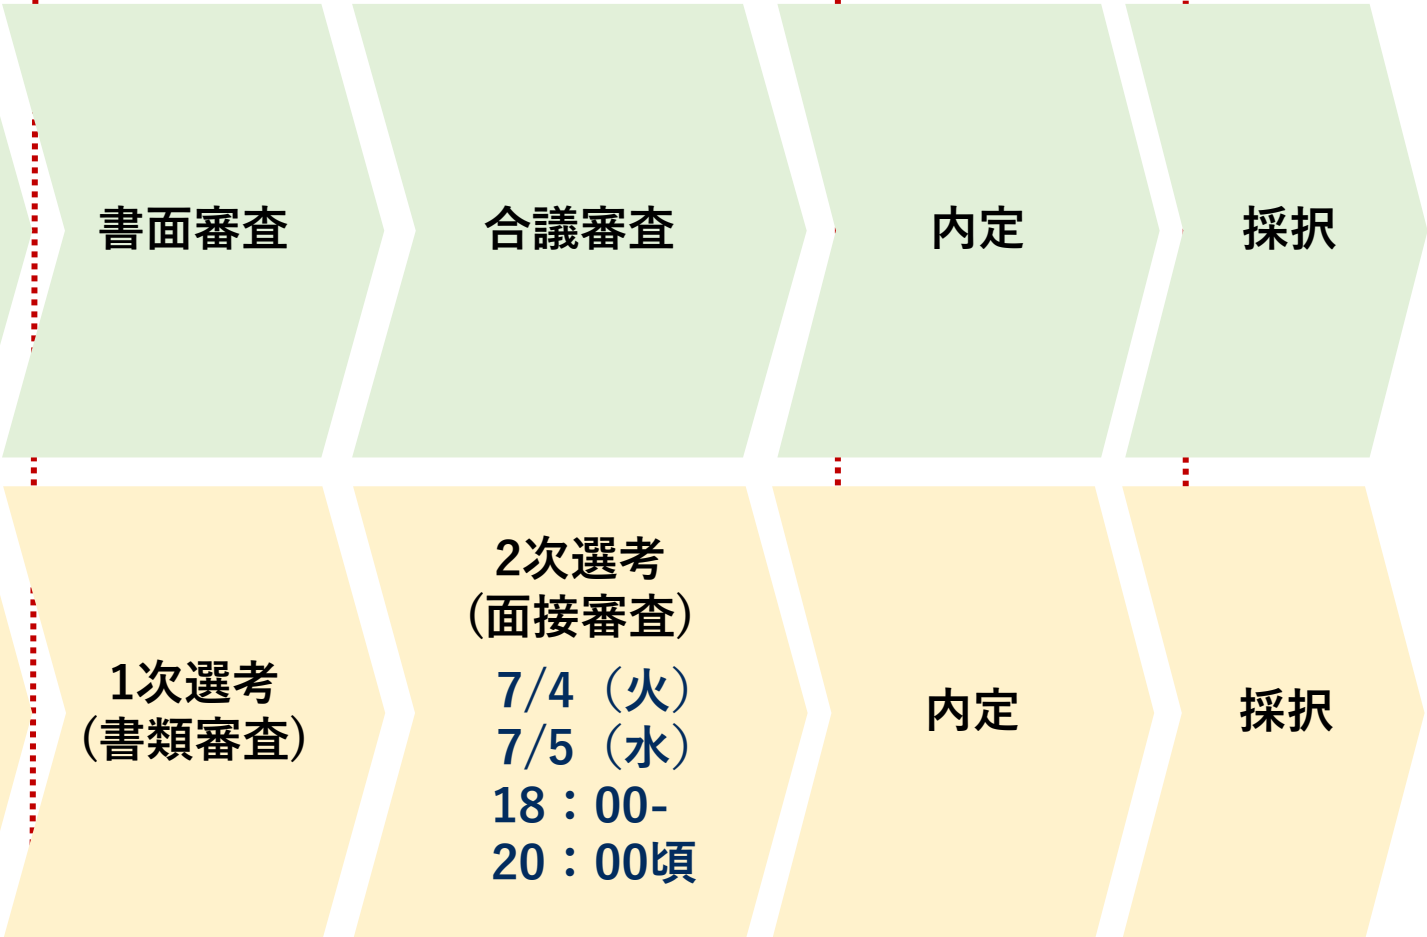 書面審査
合議審査
内定
採択
1次選考
(書類審査)
2次選考
(面接審査)
7/4（火）
7/5（水）
18：00-
20：00頃
内定
採択